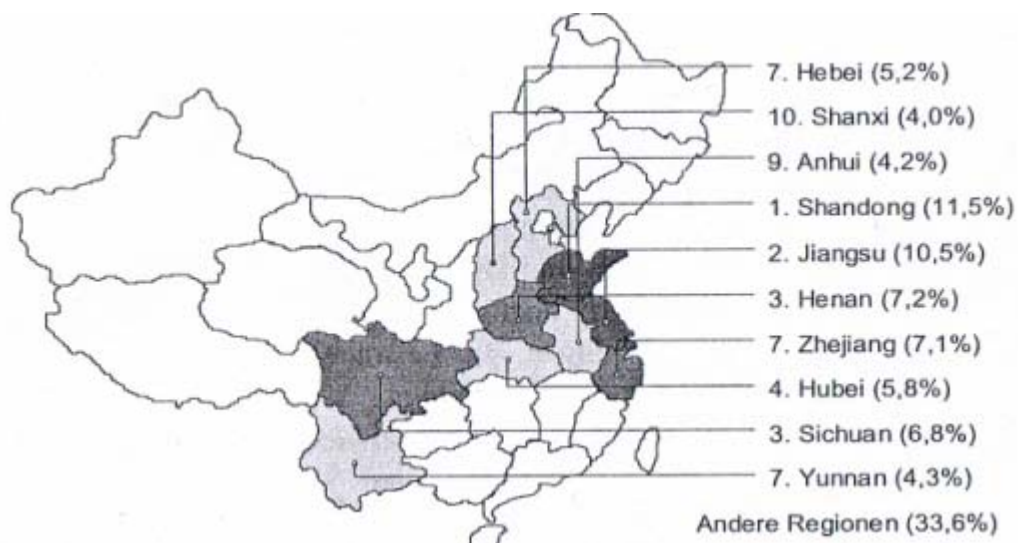 7. Hebei (5,2%)
10. Shanxi (4,0%)
9. Anhui (4,2%)
1. Shandong (11,5%)
2. Jiangsu (10,5%)
3. Henan (7,2%)
7. Zhejiang (7,1%)
4. Hubei (5,8%)
3. Sichuan (6,8%)
7. Yunnan (4,3%)
Andere Regionen (33,6%)